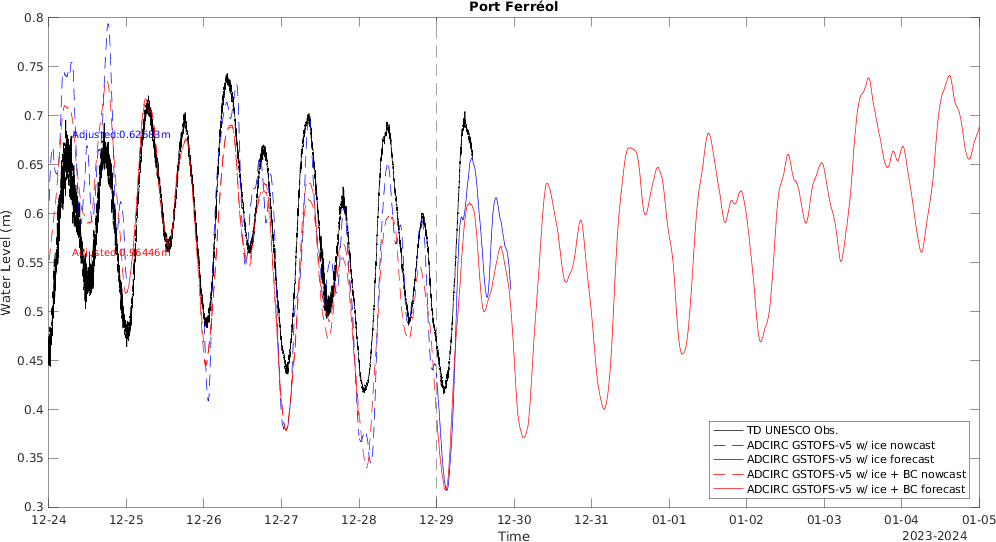 Port Ferréol
0.8
0.75
0.7
0.65
0.6
0.55
0.5
0.45
0.4
0.35
0.3
Water Level (m)
Adjusted:0.62683m
Adjusted:0.96446m
TD UNESCO Obs.
ADCIRC GSTOFS-v5 w/ ice nowcast
ADCIRC GSTOFS-v5 w/ ice forecast
ADCIRC GSTOFS-v5 w/ ice + BC nowcast
ADCIRC GSTOFS-v5 w/ ice + BC forecast
12-24 12-25 12-26 12-27 12-28 12-29 12-30 12-31 01-01 01-02 01-03 01-04 01-05
Time
2023-2024